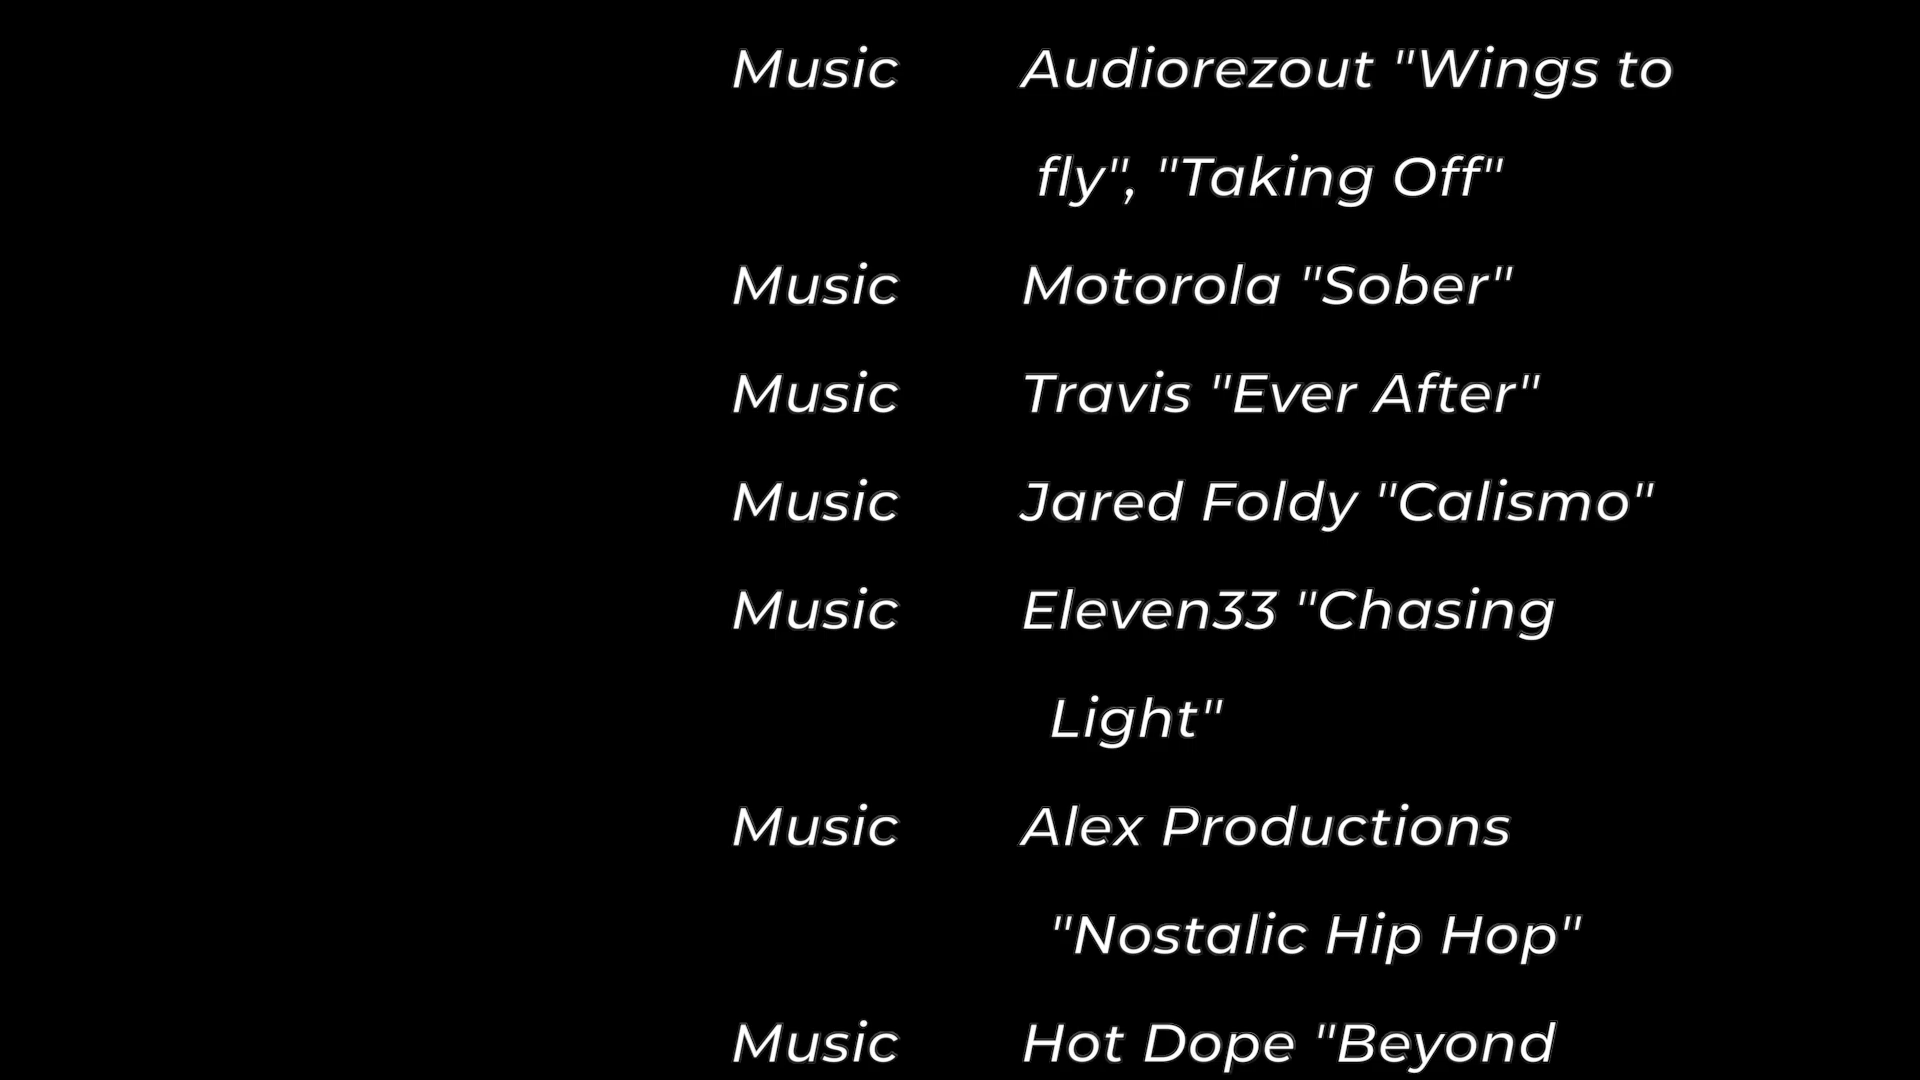 Music Audiorezout "Wings to
fly", "Taking Off"
Music Motorola "Sober"
Music Travis "Ever After"
Music Jared Foldy "Calismo"
Music Eleven33 "Chasing
Light"
Music Alex Productions
"Nostalic Hip Hop"
Music Hot Dope "Beyond